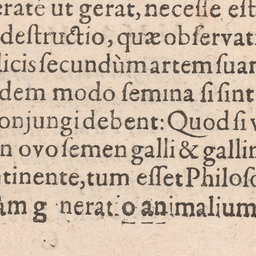 erate ut gerat, necesſe eſt
deſtructio, quæ obſervati
licis ſecundùm artem ſuam
dem modo ſemina ſi ſint
onjungi debent: Quod ſi v
n ovo ſemen galli & gallin
tinente, tum eſſet Philoſo
am g nerat o animalium